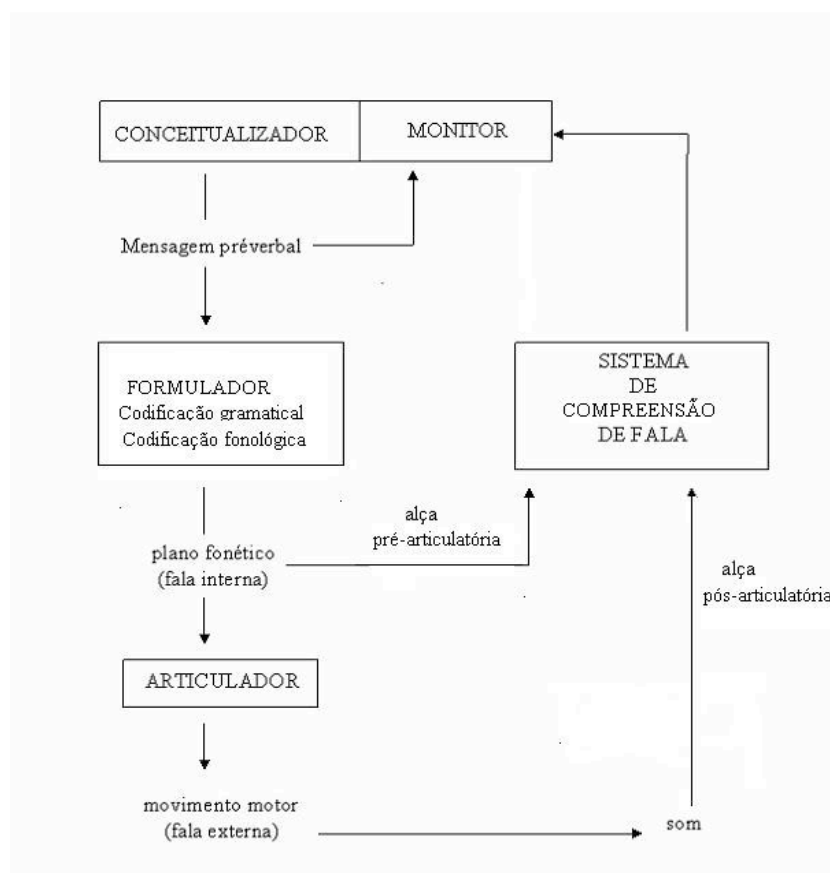 CONCEITUALIZADOR
MONITOR
Mensagem préverbal
FORMULADOR
Codificação gramatical
Codificação fonológica
SISTEMA
DE
COMPREENSÃO
DE FALA
alça
pré-articulatória
plano fonético
(fala interna)
alça
pós-articulatória
ARTICULADOR
movimento motor
(fala externa)
som